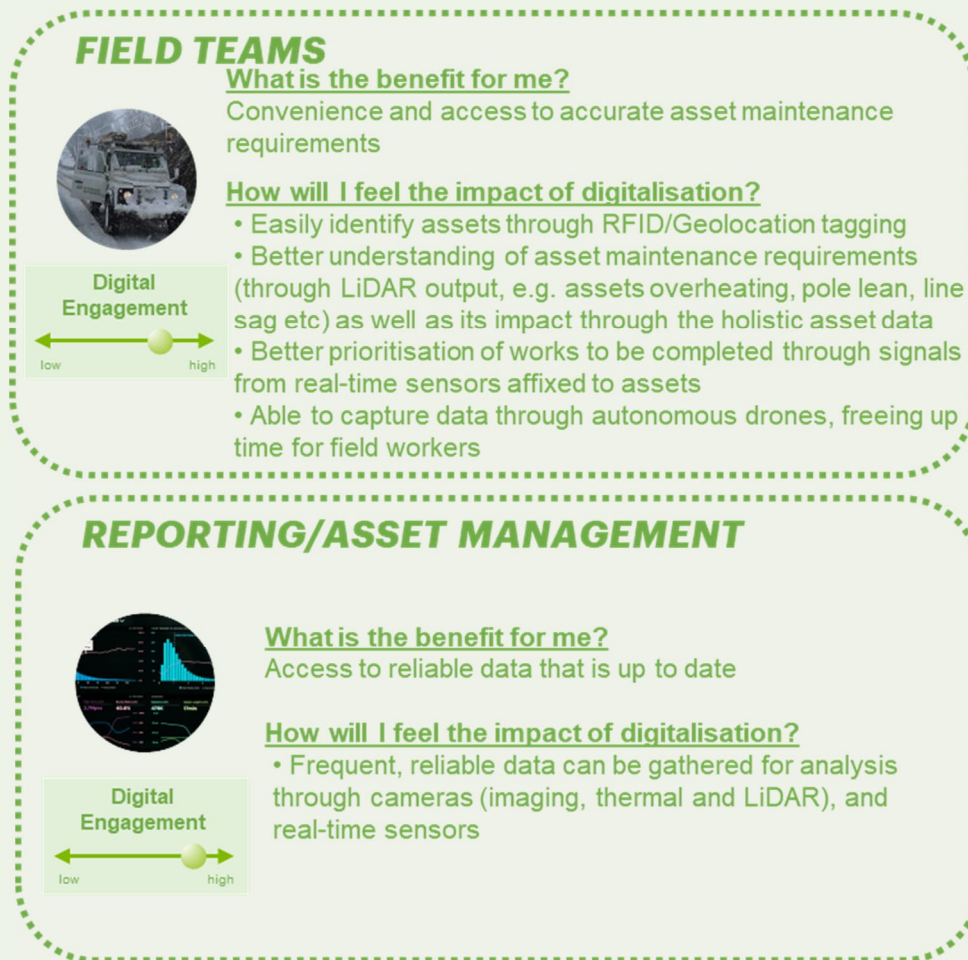 FIELD TEAMS
What is the benefit for me?
Convenience and access to accurate asset maintenance
requirements
How will I feel the impact of digitalisation?
• Easily identify assets through RFID/Geolocation tagging
• Better understanding of asset maintenance requirements
(through LiDAR output, e.g. assets overheating, pole lean, line
sag etc) as well as its impact through the holistic asset data
• Better prioritisation of works to be completed through signals
from real-time sensors affixed to assets
• Able to capture data through autonomous drones, freeing up
time for field workers
Digital
Engagement
low high
REPORTING/ASSET MANAGEMENT
What is the benefit for me?
Access to reliable data that is up to date
How will I feel the impact of digitalisation?
• Frequent, reliable data can be gathered for analysis
through cameras (imaging, thermal and LiDAR), and
real-time sensors
Digital
Engagement
low high